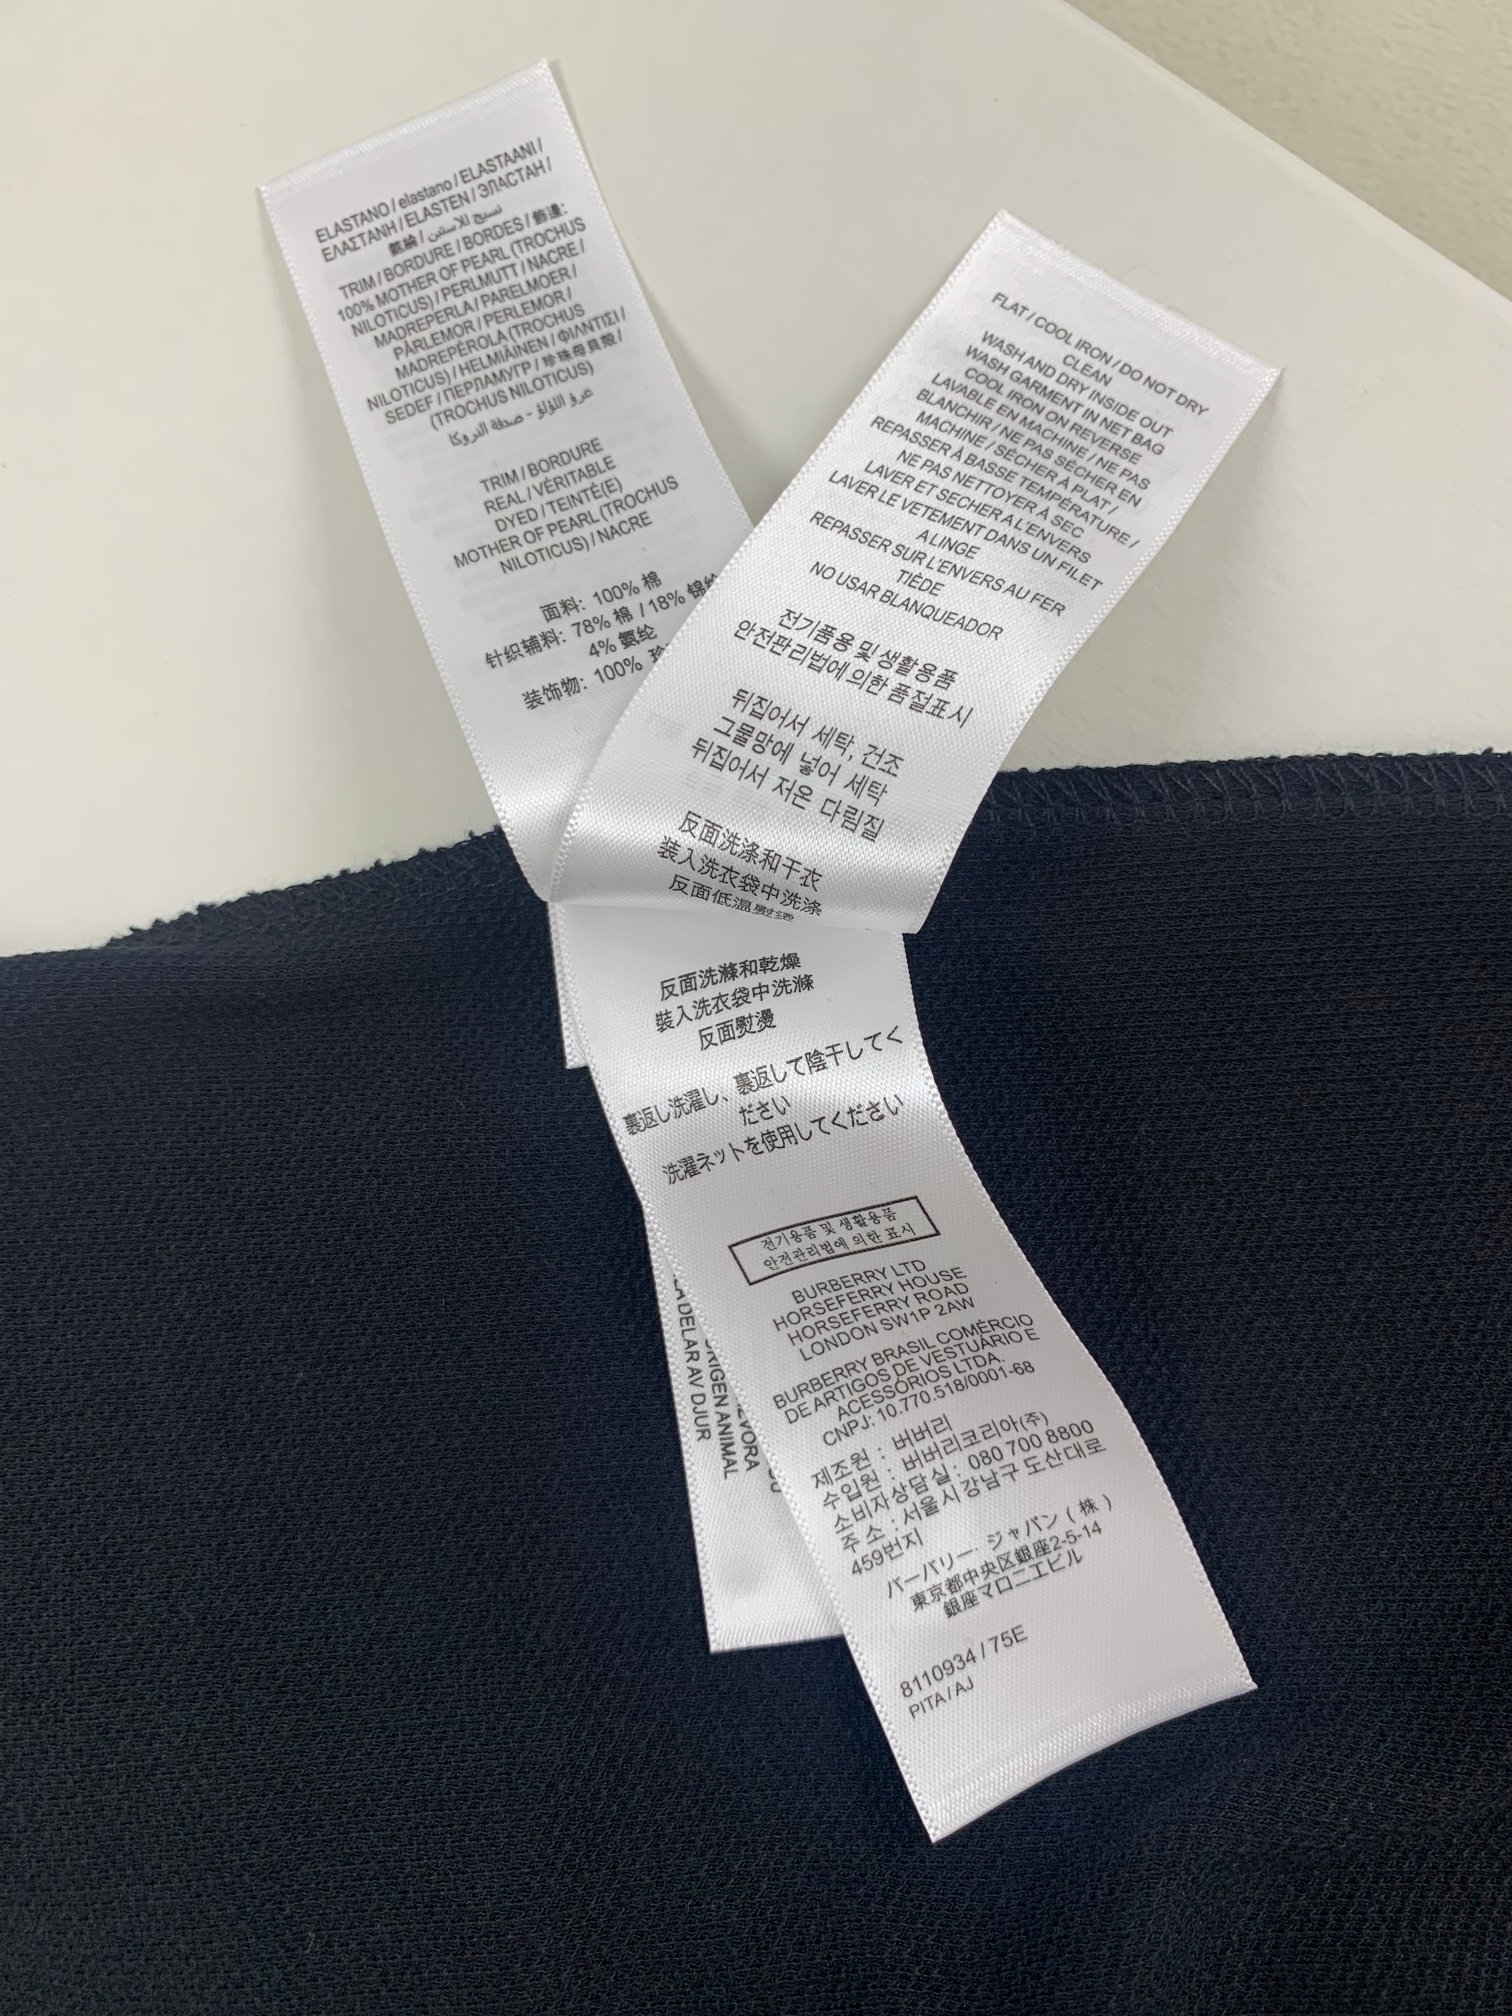 ELASTANO / elastano / ELASTAANI /
ΕΛΑΣΤΑΝΗ / ELASTEN / ЭЛАСТАН /
氨綸 / نسيج الاستين
TRIM / BORDURE / BORDES / 飾邊:
100% MOTHER OF PEARL (TROCHUS
NILOTICUS) / PERLMUTT / NACRE /
MADREPERLA / PARELMOER /
PÄRLEMOR / PERLEMOR /
MADREPÉROLA (TROCHUS
NILOTICUS) / HELMIÄINEN / ΦΙΛΝΤΙΣΙ /
SEDEF / ПЕРЛАМУТР / 珍珠母貝殼 /
(TROCHUS NILOTICUS)
عرق اللؤلؤ - صدفة التروكا
TRIM / BORDURE
REAL / VÉRITABLE
DYED / TEINTÉ(E)
MOTHER OF PEARL (TROCHUS
NILOTICUS) / NACRE
面料: 100% 棉
针织辅料: 78% 棉 / 18% 锦纶
4% 氨纶
装饰物: 100% 珍
FLAT / COOL IRON / DO NOT DRY
CLEAN
WASH AND DRY INSIDE OUT
WASH GARMENT IN NET BAG
COOL IRON ON REVERSE
LAVABLE EN MACHINE / NE PAS
BLANCHIR / NE PAS SÉCHER EN
MACHINE / SÉCHER À PLAT /
REPASSER À BASSE TEMPÉRATURE /
NE PAS NETTOYER À SEC
LAVER ET SECHER A L'ENVERS
LAVER LE VETEMENT DANS UN FILET
A LINGE
REPASSER SUR L'ENVERS AU FER
TIÈDE
NO USAR BLANQUEADOR
전기품용 및 생활용품
안전판리법에 의한 품절표시
뒤집어서 세탁, 건조
그물망에 넣어 세탁
뒤집어서 저온 다림질
反面洗涤和干衣
装入洗衣袋中洗涤
反面低温熨烫
反面洗滌和乾燥
裝入洗衣袋中洗滌
反面熨燙
裏返し洗濯し、裏返して陰干してく
ださい
洗濯ネットを使用してください
전기용품 및 생활용품
안전관리법에 의한 표시
BURBERRY LTD
HORSEFERRY HOUSE
HORSEFERRY ROAD
LONDON SW1P 2AW
BURBERRY BRASIL COMÉRCIO
DE ARTIGOS DE VESTUÁRIO E
ACESSÓRIOS LTDA.
CNPJ: 10.770.518/0001-68
제조원 : 버버리
수입원 : 버버리코리아(주)
소비자상담실 : 080 700 8800
주 소 : 서울시 강남구 도산대로
459번지
バーバリー・ジャパン ( 株 )
東京都中央区銀座2-5-14
銀座マロニエビル
8110934 / 75E
PITA / AJ
LA DELAR AV DJUR
ORIGEN ANIMAL